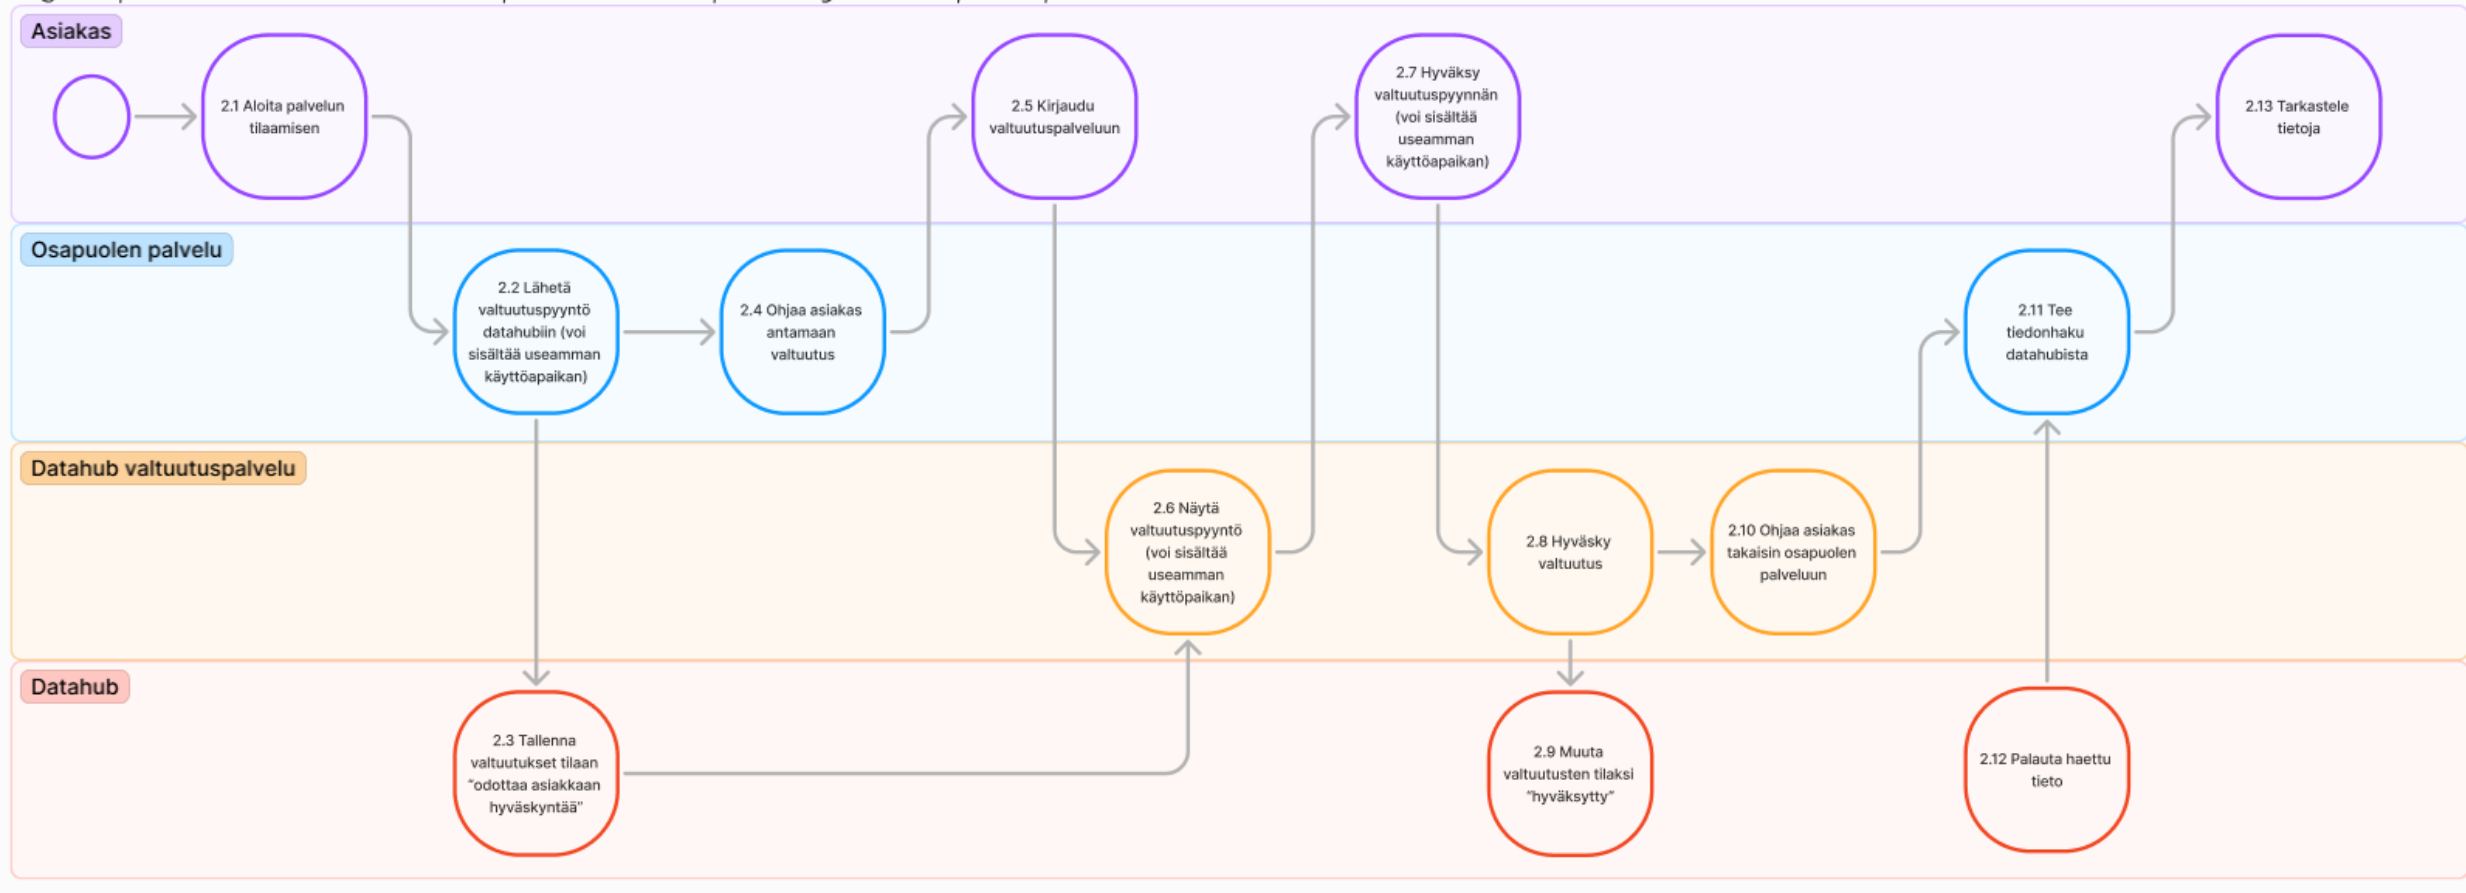 Asiakas
2.1 Aloita palvelun
tilaamisen
2.5 Kirjaudu
valtuutuspalveluun
2.7 Hyväksy
valtuutuspyynnän
(voi sisältää
useamman
käyttöapaikan)
2.13 Tarkastele
tietoja
Osapuolen palvelu
2.2 Lähetä
valtuutuspyyntö
datahubiin (voi
sisältää useamman
käyttöapaikan)
2.4 Ohjaa asiakas
antamaan
valtuutus
2.11 Tee
tiedonhaku
datahubista
Datahub valtuutuspalvelu
2.6 Näytä
valtuutuspyyntö
(voi sisältää
useamman
käyttöpaikan)
2.8 Hyväsky
valtuutus
2.10 Ohjaa asiakas
takaisin osapuolen
palveluun
Datahub
2.3 Tallenna
valtuutukset tilaan
"odottaa asiakkaan
hyväskyntää"
2.9 Muuta
valtuutusten tilaksi
"hyväksytty"
2.12 Palauta haettu
tieto